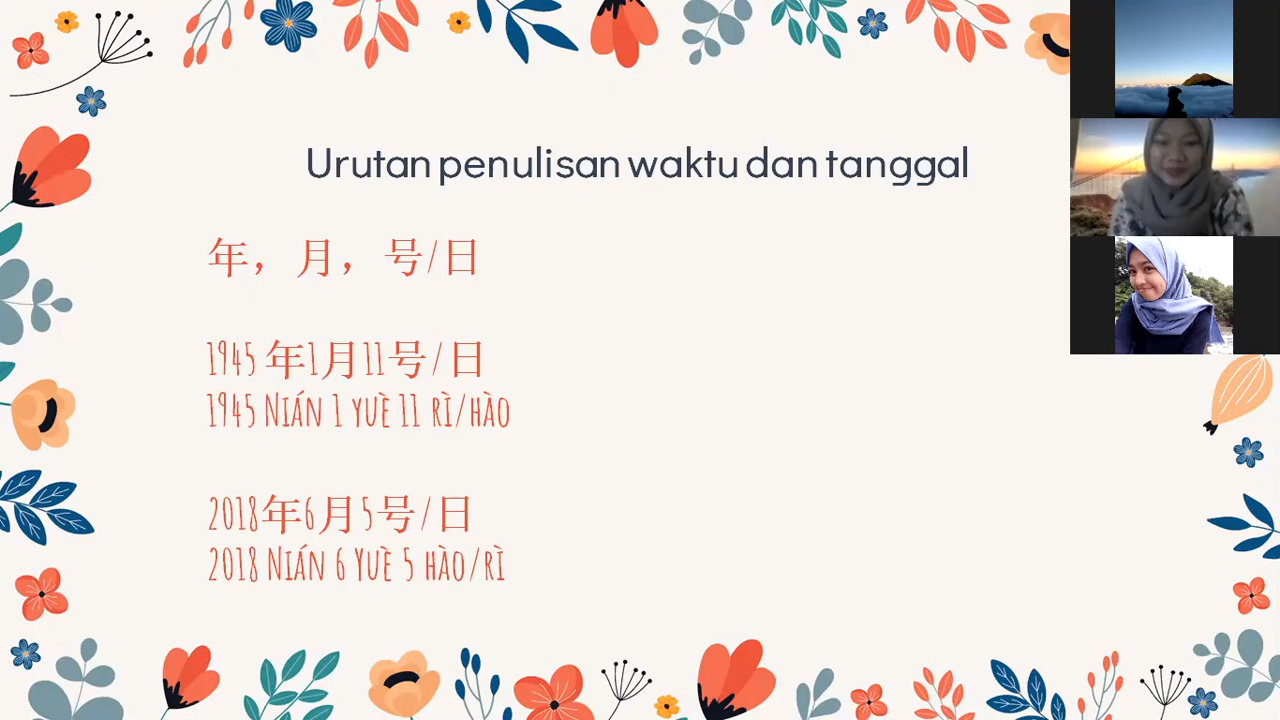 Urutan penulisan waktu dan tanggal
年，月，号/日
1945 年1月11号/日
1945 Nián 1 yuè 11 rì/hào
2018年6月5号/日
2018 Nián 6 Yuè 5 hào/rì